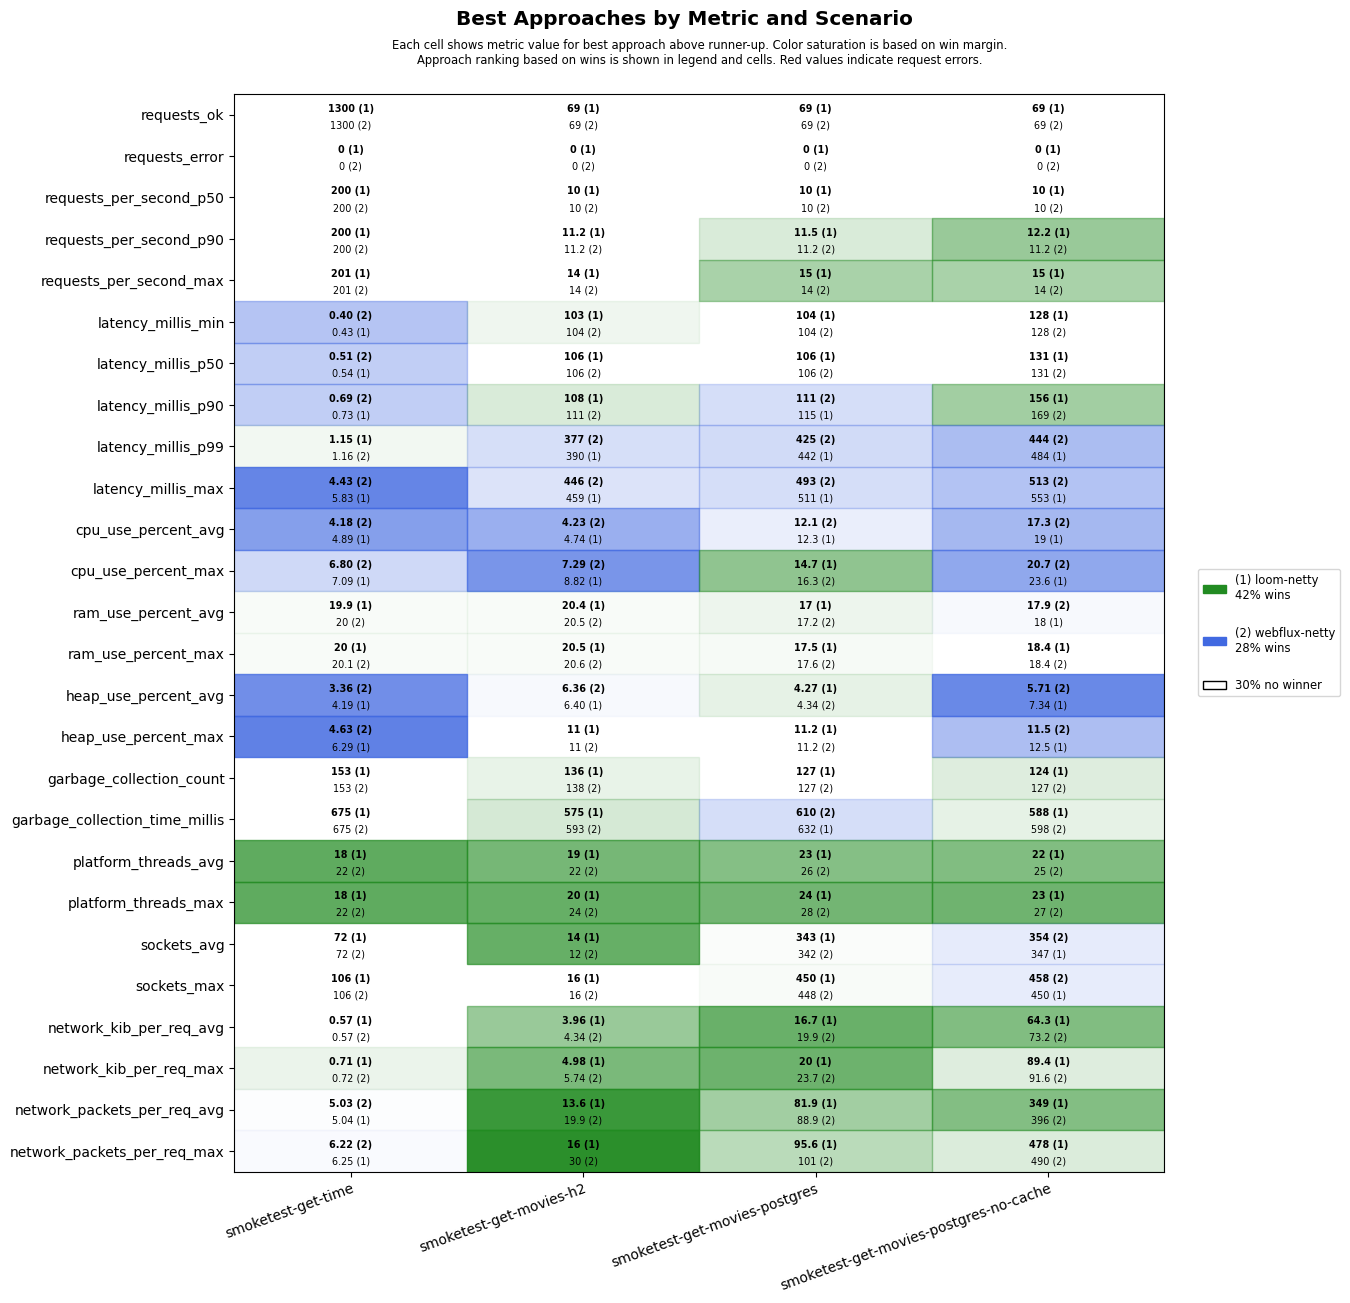 Best Approaches by Metric and Scenario
Each cell shows metric value for best approach above runner-up. Color saturation is based on win margin.
Approach ranking based on wins is shown in legend and cells. Red values indicate request errors.
requests_ok
1300 (1) 69 (1) 69 (1) 69 (1)
1300 (2) 69 (2) 69 (2) 69 (2)
requests_error
0 (1) 0 (1) 0 (1) 0 (1)
0 (2) 0 (2) 0 (2) 0 (2)
requests_per_second_p50
200 (1) 10 (1) 10 (1) 10 (1)
200 (2) 10 (2) 10 (2) 10 (2)
requests_per_second_p90
200 (1) 11.2 (1) 11.5 (1) 12.2 (1)
200 (2) 11.2 (2) 11.2 (2) 11.2 (2)
requests_per_second_max
201 (1) 14 (1) 15 (1) 15 (1)
201 (2) 14 (2) 14 (2) 14 (2)
latency_millis_min
0.40 (2) 103 (1) 104 (1) 128 (1)
0.43 (1) 104 (2) 104 (2) 128 (2)
latency_millis_p50
0.51 (2) 106 (1) 106 (1) 131 (1)
0.54 (1) 106 (2) 106 (2) 131 (2)
latency_millis_p90
0.69 (2) 108 (1) 111 (2) 156 (1)
0.73 (1) 111 (2) 115 (1) 169 (2)
latency_millis_p99
1.15 (1) 377 (2) 425 (2) 444 (2)
1.16 (2) 390 (1) 442 (1) 484 (1)
latency_millis_max
4.43 (2) 446 (2) 493 (2) 513 (2)
5.83 (1) 459 (1) 511 (1) 553 (1)
cpu_use_percent_avg
4.18 (2) 4.23 (2) 12.1 (2) 17.3 (2)
4.89 (1) 4.74 (1) 12.3 (1) 19 (1)
cpu_use_percent_max
6.80 (2) 7.29 (2) 14.7 (1) 20.7 (2)
7.09 (1) 8.82 (1) 16.3 (2) 23.6 (1)
ram_use_percent_avg
19.9 (1) 20.4 (1) 17 (1) 17.9 (2)
20 (2) 20.5 (2) 17.2 (2) 18 (1)
ram_use_percent_max
20 (1) 20.5 (1) 17.5 (1) 18.4 (1)
20.1 (2) 20.6 (2) 17.6 (2) 18.4 (2)
heap_use_percent_avg
3.36 (2) 6.36 (2) 4.27 (1) 5.71 (2)
4.19 (1) 6.40 (1) 4.34 (2) 7.34 (1)
heap_use_percent_max
4.63 (2) 11 (1) 11.2 (1) 11.5 (2)
6.29 (1) 11 (2) 11.2 (2) 12.5 (1)
garbage_collection_count
153 (1) 136 (1) 127 (1) 124 (1)
153 (2) 138 (2) 127 (2) 127 (2)
garbage_collection_time_millis
675 (1) 575 (1) 610 (2) 588 (1)
675 (2) 593 (2) 632 (1) 598 (2)
platform_threads_avg
18 (1) 19 (1) 23 (1) 22 (1)
22 (2) 22 (2) 26 (2) 25 (2)
platform_threads_max
18 (1) 20 (1) 24 (1) 23 (1)
22 (2) 24 (2) 28 (2) 27 (2)
sockets_avg
72 (1) 14 (1) 343 (1) 354 (2)
72 (2) 12 (2) 342 (2) 347 (1)
sockets_max
106 (1) 16 (1) 450 (1) 458 (2)
106 (2) 16 (2) 448 (2) 450 (1)
network_kib_per_req_avg
0.57 (1) 3.96 (1) 16.7 (1) 64.3 (1)
0.57 (2) 4.34 (2) 19.9 (2) 73.2 (2)
network_kib_per_req_max
0.71 (1) 4.98 (1) 20 (1) 89.4 (1)
0.72 (2) 5.74 (2) 23.7 (2) 91.6 (2)
network_packets_per_req_avg
5.03 (2) 13.6 (1) 81.9 (1) 349 (1)
5.04 (1) 19.9 (2) 88.9 (2) 396 (2)
network_packets_per_req_max
6.22 (2) 16 (1) 95.6 (1) 478 (1)
6.25 (1) 30 (2) 101 (2) 490 (2)
smoketest-get-time
smoketest-get-movies-h2
smoketest-get-movies-postgres
smoketest-get-movies-postgres-no-cache
(1) loom-netty
42% wins
(2) webflux-netty
28% wins
30% no winner